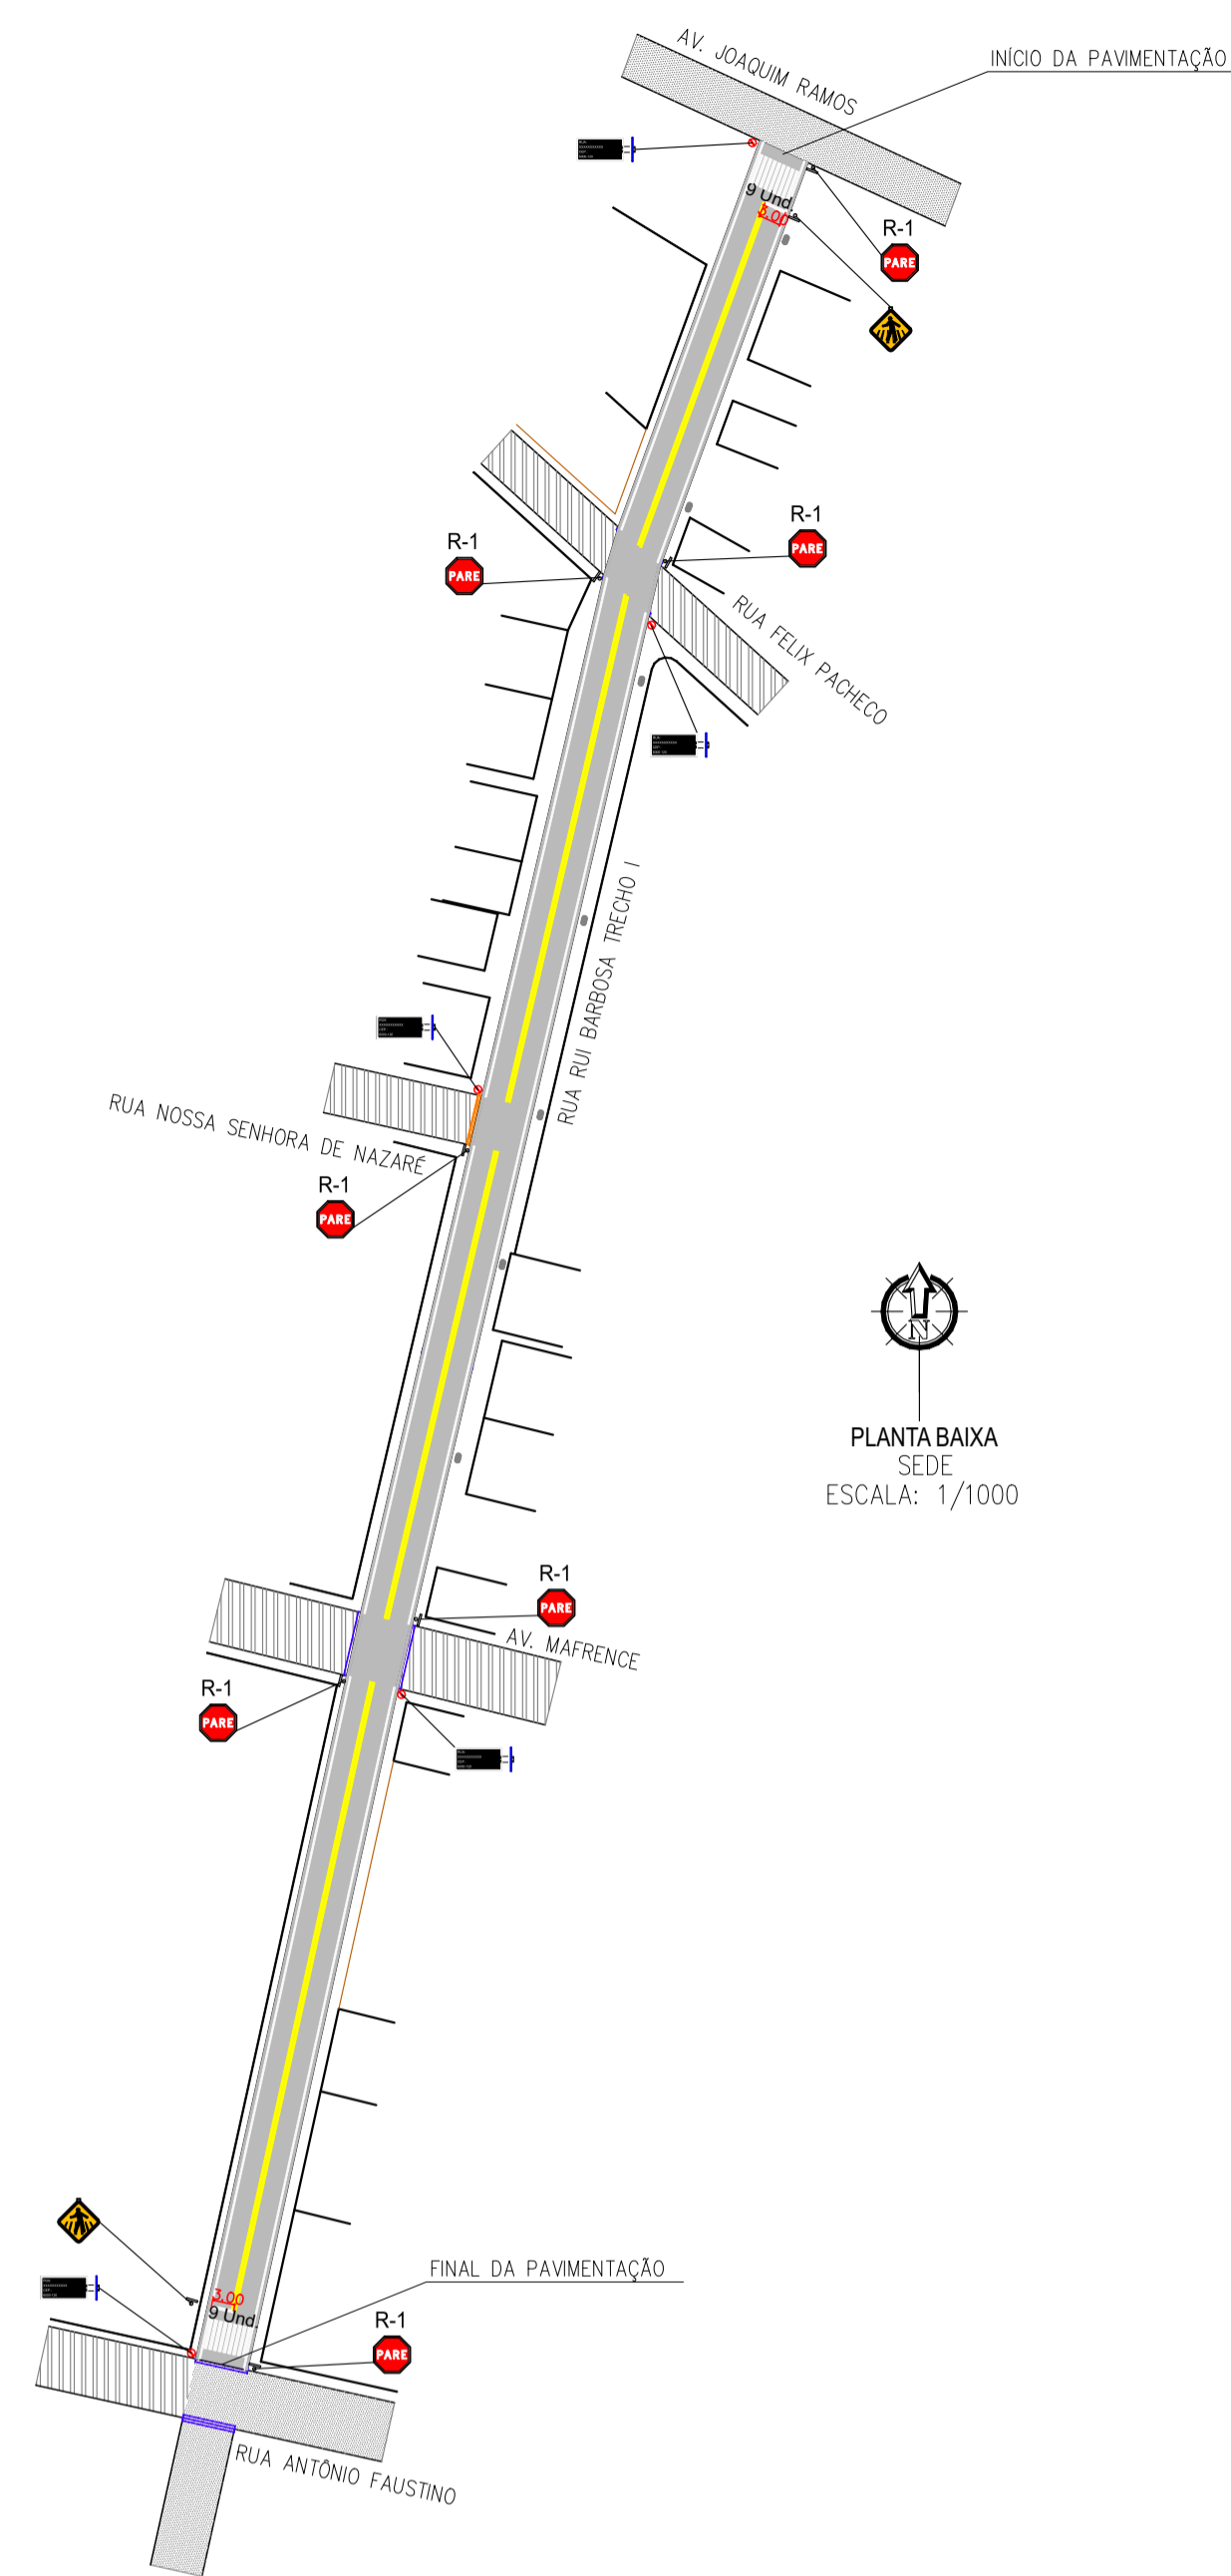 AV. JOAQUIM RAMOS
INÍCIO DA PAVIMENTAÇÃO
9 Und.
3.00
R-1
PARE
R-1
PARE
R-1
PARE
RUA FELIX PACHECO
RUA RUI BARBOSA TRECHO I
RUA NOSSA SENHORA DE NAZARÉ
R-1
PARE
N
PLANTA BAIXA
SEDE
ESCALA: 1/1000
R-1
PARE
AV. MAFRENCE
R-1
PARE
FINAL DA PAVIMENTAÇÃO
3.00
9 Und.
R-1
PARE
RUA ANTÔNIO FAUSTINO